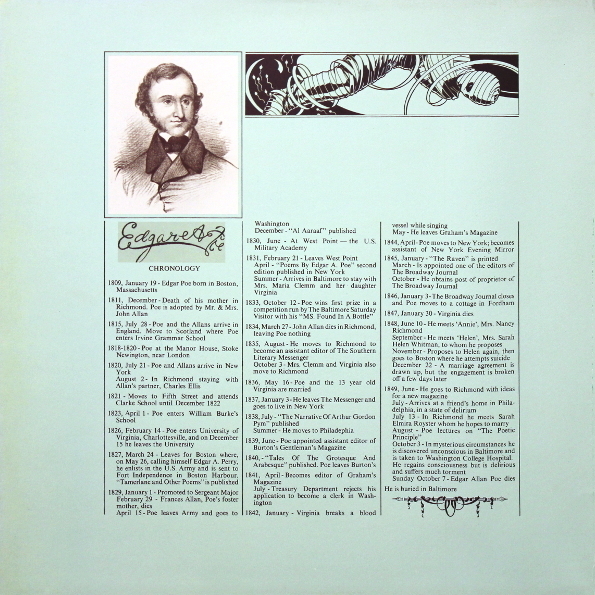 Edgar A Poe
CHRONOLOGY
1809, January 19 - Edgar Poe born in Boston,
Massachusetts
1811, December - Death of his mother in
Richmond. Poe is adopted by Mr. & Mrs.
John Allan
1815, July 28 - Poe and the Allans arrive in
England. Move to Scotland where Poe
enters Irvine Grammar School
1818-1820 - Poe at the Manor House, Stoke
Newington, near London
1820, July 21 - Poe and Allans arrive in New
York
August 2 - In Richmond staying with
Allan's partner, Charles Ellis
1821 - Moves to Fifth Street and attends
Clarke School until December 1822
1823, April 1 - Poe enters William Burke's
School
1826, February 14 - Poe enters University of
Virginia, Charlottesville, and on December
15 he leaves the University
1827, March 24 - Leaves for Boston where,
on May 26, calling himself Edgar A. Perry,
he enlists in the U.S. Army and is sent to
Fort Independence in Boston Harbour.
"Tamerlane and Other Poems" is published
1829, January 1 - Promoted to Sergeant Major
February 29 - Frances Allan, Poe's foster
mother, dies
April 15 - Poe leaves Army and goes to
Washington
December - "Al Aaraaf" published
1830, June - At West Point — the U.S.
Military Academy
1831, February 21 - Leaves West Point
April - "Poems By Edgar A. Poe" second
edition published in New York
Summer - Arrives in Baltimore to stay with
Mrs. Maria Clemm and her daughter
Virginia
1833, October 12 - Poe wins first prize in a
competition run by The Baltimore Saturday
Visitor with his "MS. Found In A Bottle"
1834, March 27 - John Allan dies in Richmond,
leaving Poe nothing
1835, August - He moves to Richmond to
become an assistant editor of The Southern
Literary Messenger
October 3 - Mrs. Clemm and Virginia also
move to Richmond
1836, May 16 - Poe and the 13 year old
Virginia are married
1837, January 3 - He leaves The Messenger and
goes to live in New York
1838, July - "The Narrative Of Arthur Gordon
Pym" published
Summer - He moves to Philadephia
1839, June - Poe appointed assistant editor of
Burton's Gentleman's Magazine
1840, - "Tales Of The Grotesque And
Arabesque" published. Poe leaves Burton's
1841, April - Becomes editor of Graham's
Magazine
July - Treasury Department rejects his
application to become a clerk in Wash-
ington
1842, January - Virginia breaks a blood
vessel while singing
May - He leaves Graham's Magazine
1844, April - Poe moves to New York; becomes
assistant of New York Evening Mirror
1845, January - "The Raven" is printed
March - Is appointed one of the editors of
The Broadway Journal
October - He obtains post of proprietor of
The Broadway Journal
1846, January 3 - The Broadway Journal closes
and Poe moves to a cottage in Fordham
1847, January 30 - Virginia dies
1848, June 10 - He meets 'Annie', Mrs. Nancy
Richmond
September - He meets 'Helen', Mrs. Sarah
Helen Whitman, to whom he proposes
November - Proposes to Helen again, then
goes to Boston where he attempts suicide
December 22 - A marriage agreement is
drawn up, but the engagement is broken
off a few days later
1849, June - He goes to Richmond with ideas
for a new magazine
July - Arrives at a friend's home in Phila-
delphia, in a state of delirium
July 13 - In Richmond he meets Sarah
Elmira Royster whom he hopes to marry
August - Poe lectures on "The Poetic
Principle"
October 3 - In mysterious circumstances he
is discovered unconscious in Baltimore and
is taken to Washington College Hospital.
He regains consciousness but is delirious
and suffers much torment
Sunday October 7 - Edgar Allan Poe dies
He is buried in Baltimore